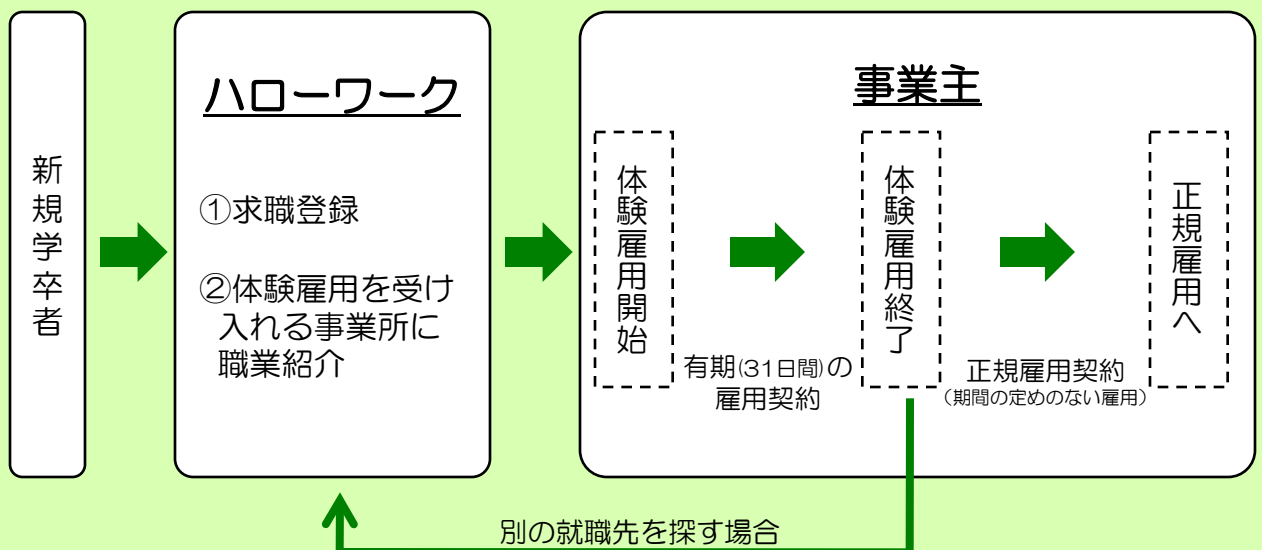 新規学卒者
ハローワーク
①求職登録
②体験雇用を受け
入れる事業所に
職業紹介
事業主
体験雇用開始
有期(31日間)の
雇用契約
体験雇用終了
正規雇用契約
（期間の定めのない雇用）
正規雇用へ
別の就職先を探す場合